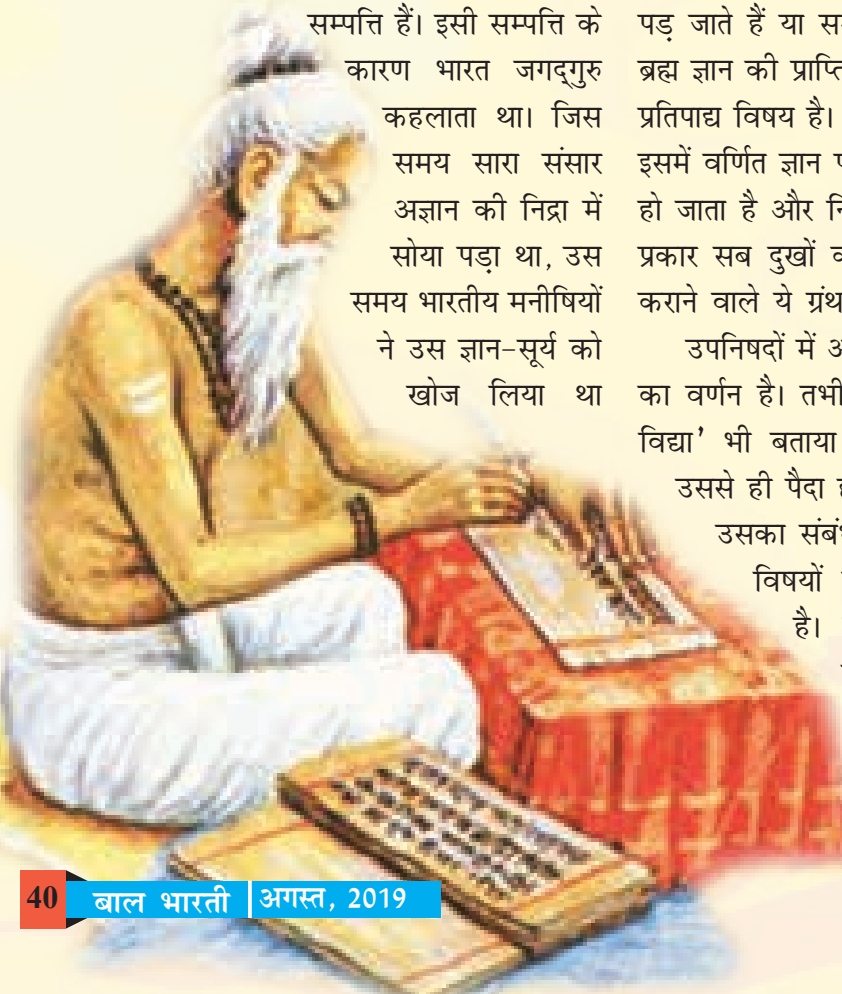 सम्पत्ति हैं। इसी सम्पत्ति के
कारण भारत जगद्‌गुरु
कहलाता था। जिस
समय सारा संसार
अज्ञान की निद्रा में
सोया पड़ा था, उस
समय भारतीय मनीषियों
ने उस ज्ञान-सूर्य को
खोज लिया था
पड़ जाते हैं या
ब्रह्म ज्ञान की प्राप्ति
प्रतिपाद्य विषय है।
इसमें वर्णित ज्ञान
हो जाता है और
प्रकार सब दुखों
कराने वाले ये ग्रंथ
उपनिषदों में
का वर्णन है। तभी
विद्या' भी बताया
उससे ही पैदा
उसका
विषयों
है।
40 बाल भारती अगस्त, 2019